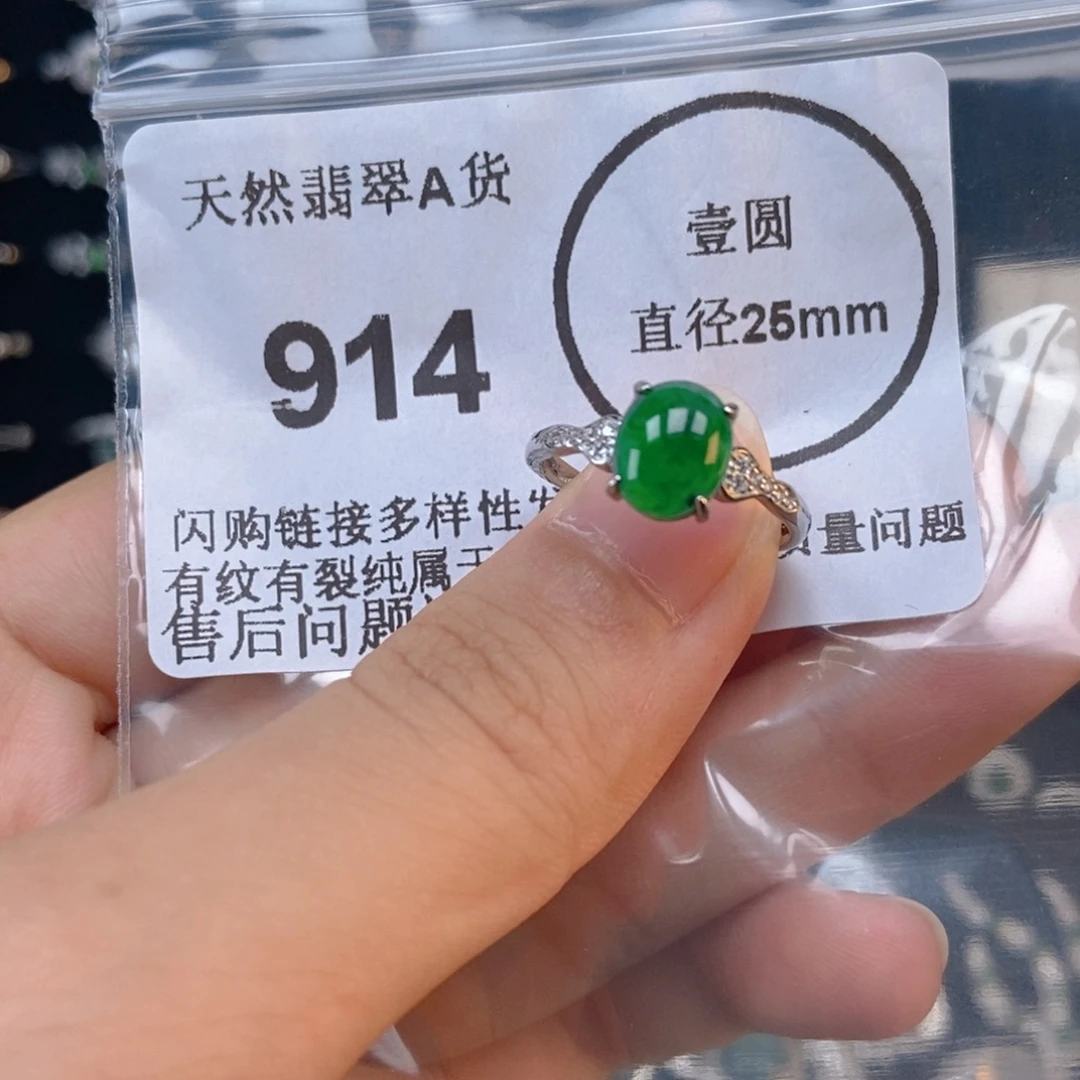 天然翡翠A货
914
壹圆
直径25mm
闪购链接多样性 质量问题
有纹有裂纯属
售后问题